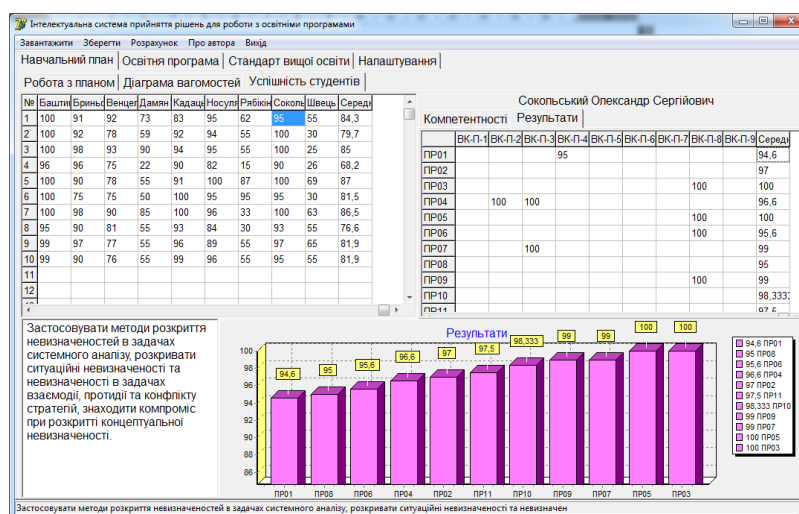 Інтелектуальна система прийняття рішень для роботи з освітніми програмами
Завантажити Зберегти Розрахунок Про автора Вихід
Навчальний план Освітня програма Стандарт вищої освіти Налаштування
Робота з планом Діаграма вагомостей Успішність студентів
№ Башти Бриньо Венцел Дамян Кадац Носуля Рябікін Соколь Швець Середн
1 100 91 92 73 83 95 62 95 55 84,3
2 100 92 78 59 92 94 55 100 30 79,7
3 100 98 93 90 94 95 55 100 25 85
4 96 96 75 22 90 82 15 90 26 68,2
5 100 90 78 55 91 100 87 100 69 87
6 100 75 75 50 100 95 95 95 30 81,5
7 100 98 90 85 100 96 33 100 63 86,5
8 95 90 81 55 93 84 30 93 55 76,6
9 99 97 77 55 96 89 55 97 65 81,9
10 99 90 76 55 99 96 55 95 55 81,9
11
12
Сокольський Олександр Сергійович
Компетентності Результати
ВК-П-1 ВК-П-2 ВК-П-3 ВК-П-4 ВК-П-5 ВК-П-6 ВК-П-7 ВК-П-8 ВК-П-9 Середн
ПР01 95 94,6
ПР02 97
ПР03 100 100
ПР04 100 100 96,6
ПР05 100 100
ПР06 100 95,6
ПР07 100 99
ПР08 95
ПР09 100 99
ПР10 98,333
ПР11 97,5
Застосовувати методи розкриття
невизначеностей в задачах
системного аналізу, розкривати
ситуаційні невизначеності та
невизначеності в задачах
взаємодії, протидії та конфікту
стратегій, знаходити компроміс
при розкритті концептуальної
невизначеності.
Результати
94,6 95 95,6 96,6 97 97,5 98,333 99 99 100 100
100
98
96
94
92
90
88
86
ПР01 ПР08 ПР06 ПР04 ПР02 ПР11 ПР10 ПР09 ПР07 ПР05 ПР03
94,6 ПР01
95 ПР08
95,6 ПР06
96,6 ПР04
97 ПР02
97,5 ПР11
98,333 ПР10
99 ПР09
99 ПР07
100 ПР05
100 ПР03
Застосовувати методи розкриття невизначеностей в задачах системного аналізу, розкривати ситуаційні невизначеності та невизначен